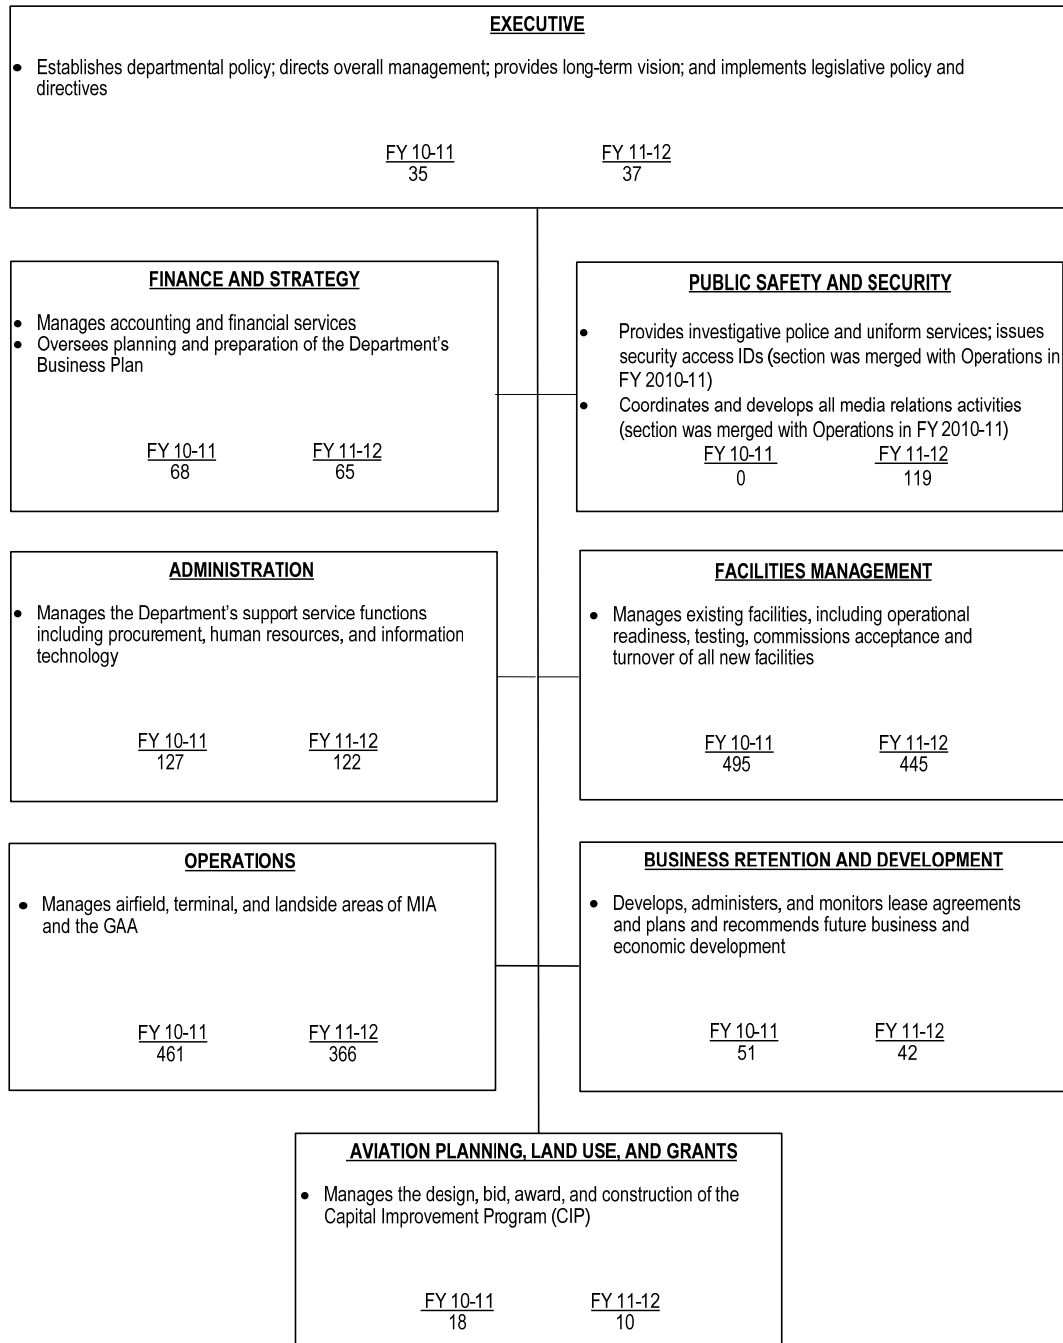 EXECUTIVE
• Establishes departmental policy; directs overall management; provides long-term vision; and implements legislative policy and
directives
FY 10-11 FY 11-12
35 37
FINANCE AND STRATEGY
• Manages accounting and financial services
• Oversees planning and preparation of the Department's
Business Plan
FY 10-11 FY 11-12
68 65
PUBLIC SAFETY AND SECURITY
• Provides investigative police and uniform services; issues
security access IDs (section was merged with Operations in
FY 2010-11)
• Coordinates and develops all media relations activities
(section was merged with Operations in FY 2010-11)
FY 10-11 FY 11-12
0 119
ADMINISTRATION
• Manages the Department's support service functions
including procurement, human resources, and information
technology
FY 10-11 FY 11-12
127 122
FACILITIES MANAGEMENT
• Manages existing facilities, including operational
readiness, testing, commissions acceptance and
turnover of all new facilities
FY 10-11 FY 11-12
495 445
OPERATIONS
• Manages airfield, terminal, and landside areas of MIA
and the GAA
FY 10-11 FY 11-12
461 366
BUSINESS RETENTION AND DEVELOPMENT
• Develops, administers, and monitors lease agreements
and plans and recommends future business and
economic development
FY 10-11 FY 11-12
51 42
AVIATION PLANNING, LAND USE, AND GRANTS
• Manages the design, bid, award, and construction of the
Capital Improvement Program (CIP)
FY 10-11 FY 11-12
18 10